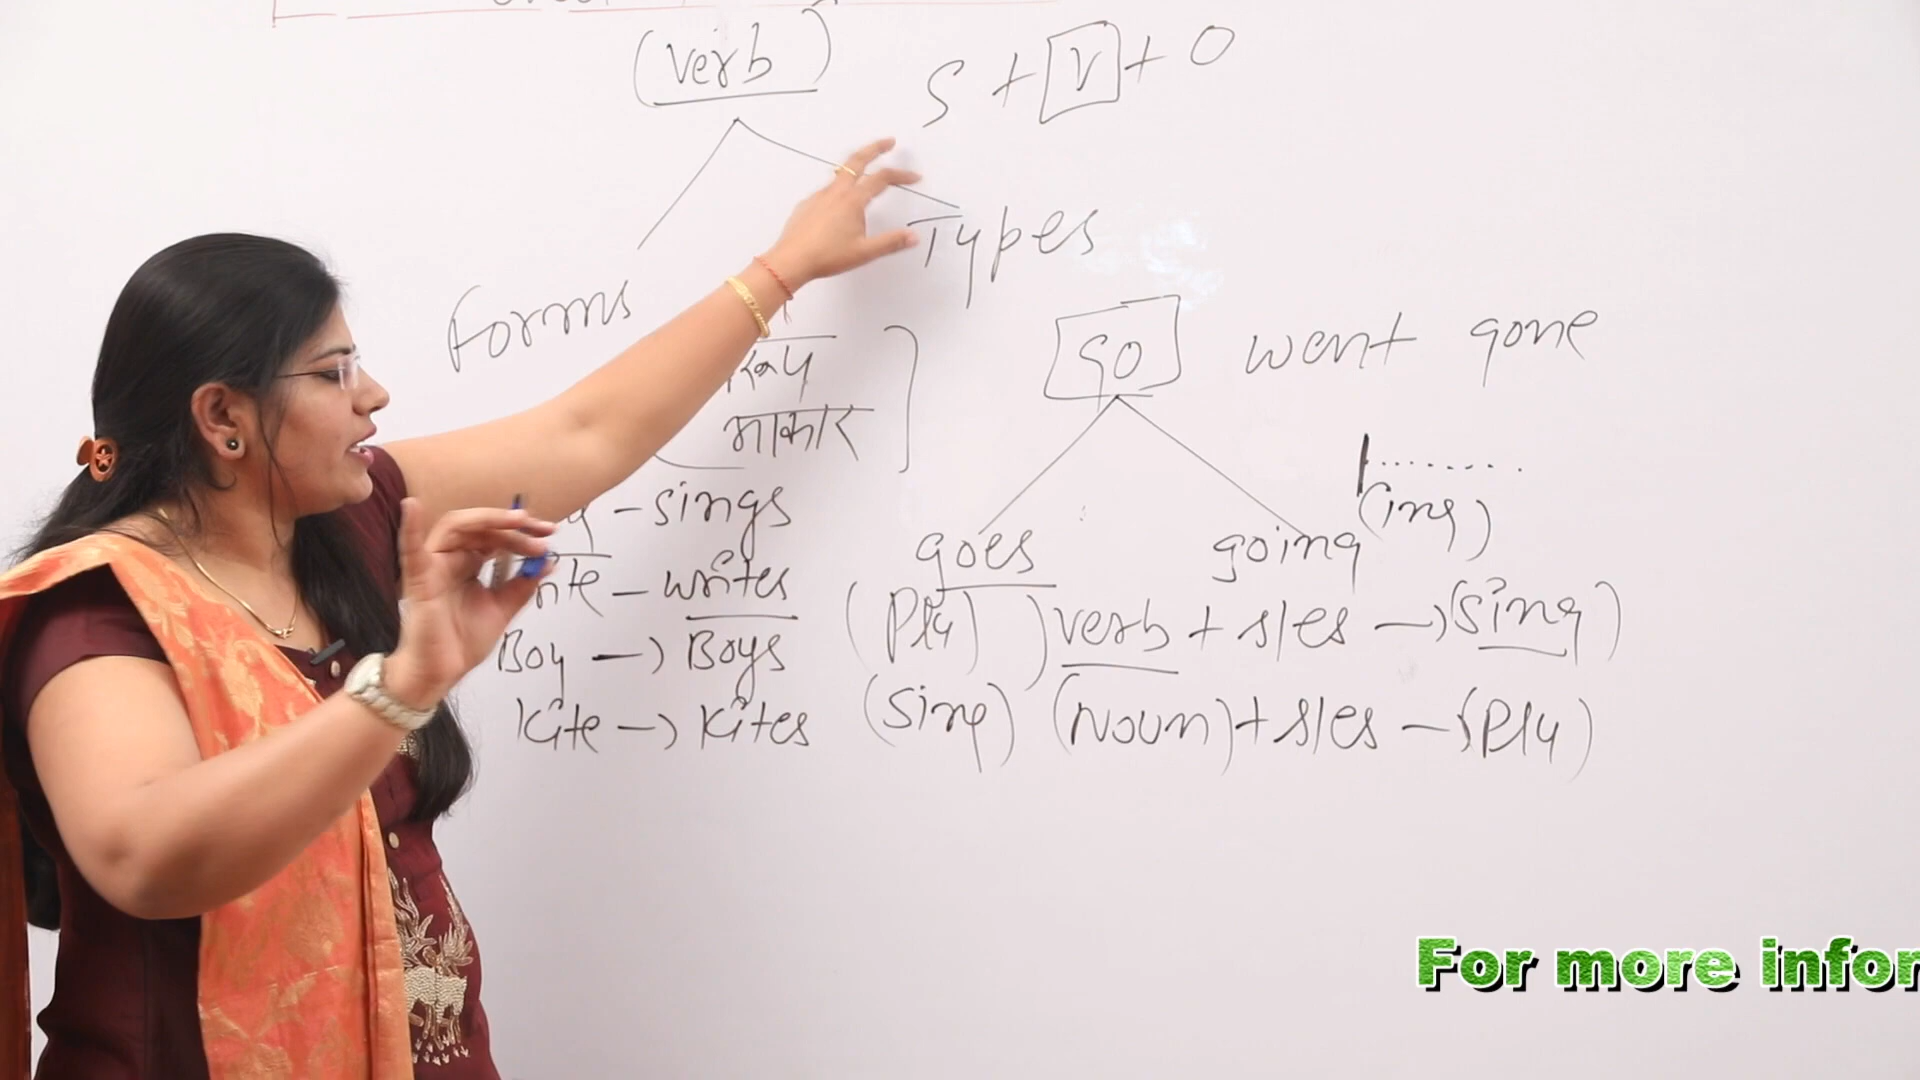 (Verb)
S + V + O
Types
Forms
go went gone
आकार
(ing)
- sings
goes
going
- writes
(Plu) verb + s/es → (sing)
Boy → Boys
(Sing) (Noun) + s/es → (Plu)
Kite → Kites
For more infor